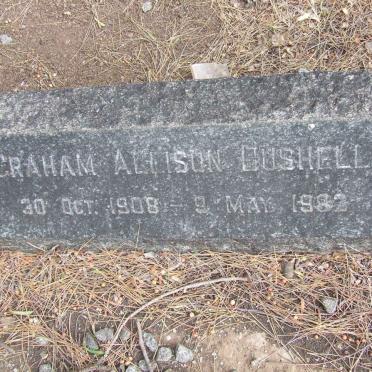 GRAHAM ALLISON BUSHELL
30 OCT. 1908 – 9 MAY 1982